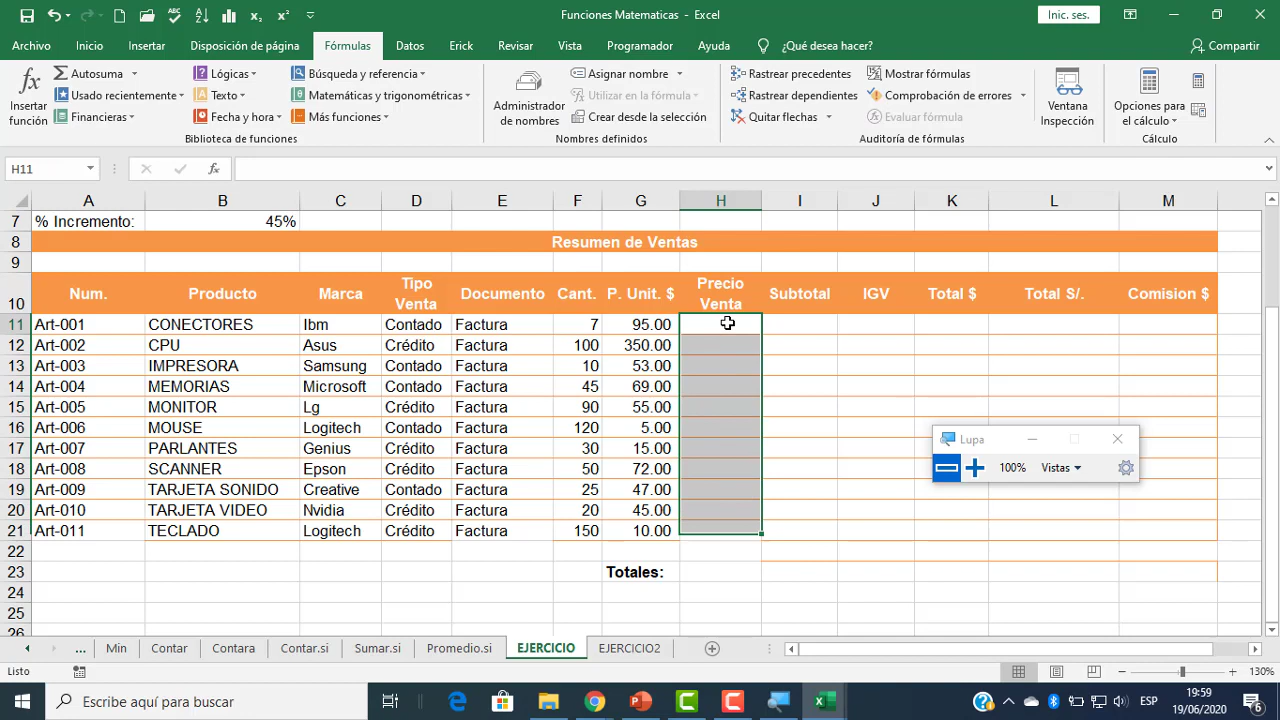 Funciones Matematicas - Excel
Inic. ses.
Archivo Inicio Insertar Disposición de página Fórmulas Datos Erick Revisar Vista Programador Ayuda ¿Qué desea hacer? Compartir
Insertar función
Autosuma
Usado recientemente
Financieras
Lógicas
Texto
Fecha y hora
Búsqueda y referencia
Matemáticas y trigonométricas
Más funciones
Biblioteca de funciones
Administrador de nombres
Asignar nombre
Utilizar en la fórmula
Crear desde la selección
Nombres definidos
Rastrear precedentes
Rastrear dependientes
Quitar flechas
Mostrar fórmulas
Comprobación de errores
Evaluar fórmula
Auditoría de fórmulas
Ventana Inspección
Opciones para el cálculo
Cálculo
H11 fx
A B C D E F G H I J K L M
7 % Incremento: 45%
8 Resumen de Ventas
9
10 Num. Producto Marca Tipo Venta Documento Cant. P. Unit. $ Precio Venta Subtotal IGV Total $ Total S/. Comision $
11 Art-001 CONECTORES Ibm Contado Factura 7 95.00
12 Art-002 CPU Asus Crédito Factura 100 350.00
13 Art-003 IMPRESORA Samsung Contado Factura 10 53.00
14 Art-004 MEMORIAS Microsoft Contado Factura 45 69.00
15 Art-005 MONITOR Lg Crédito Factura 90 55.00
16 Art-006 MOUSE Logitech Contado Factura 120 5.00
17 Art-007 PARLANTES Genius Crédito Factura 30 15.00
18 Art-008 SCANNER Epson Crédito Factura 50 72.00
19 Art-009 TARJETA SONIDO Creative Contado Factura 25 47.00
20 Art-010 TARJETA VIDEO Nvidia Crédito Factura 20 45.00
21 Art-011 TECLADO Logitech Crédito Factura 150 10.00
22
23 Totales:
24
25
26
Lupa
100% Vistas
... Min Contar Contara Contar.si Sumar.si Promedio.si EJERCICIO EJERCICIO2
Listo 130%
Escribe aquí para buscar
ESP
19:59
19/06/2020
6